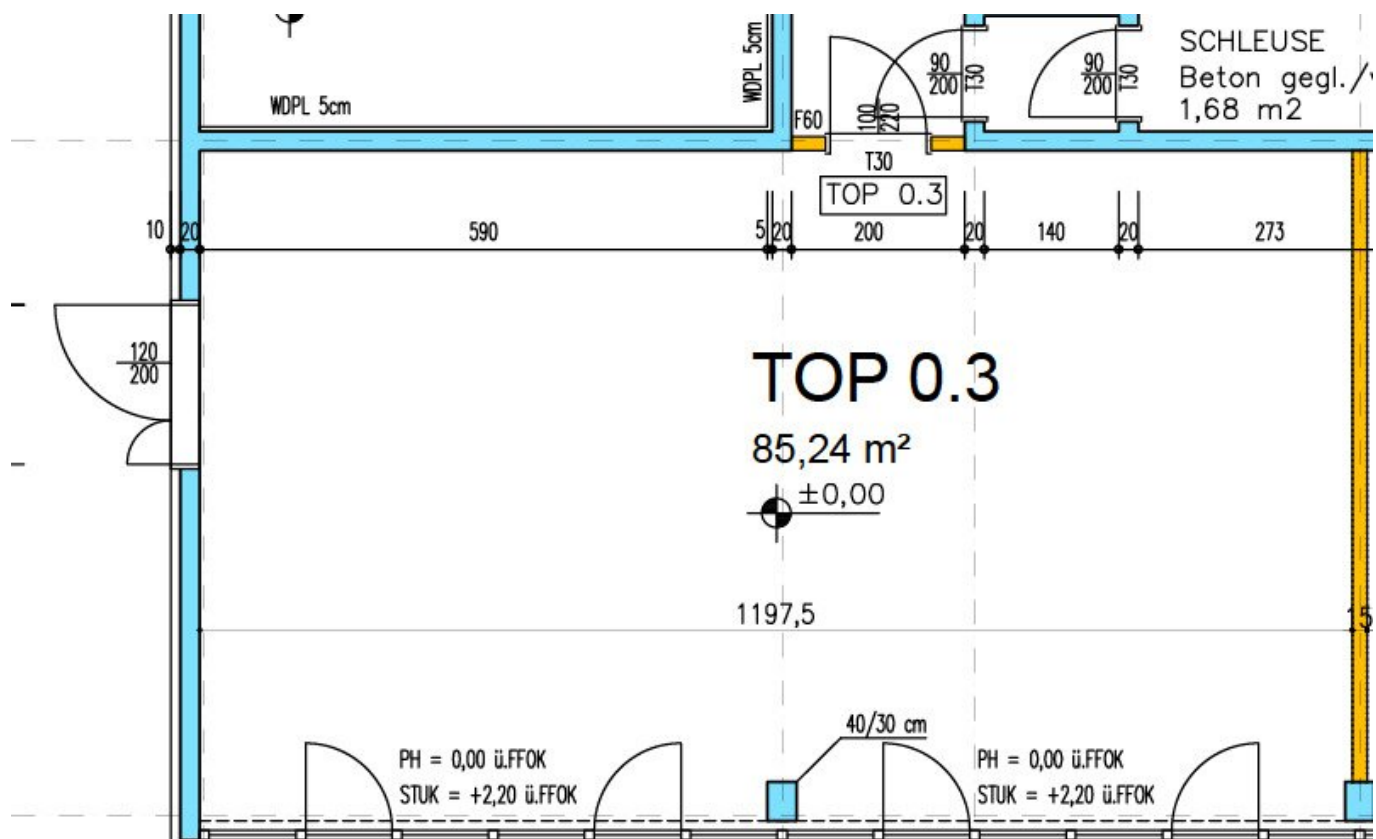 WDPL 5cm
WDPL 5cm
F60
100
220
T30
TOP 0.3
90
200
T30
90
200
T30
SCHLEUSE
Beton gegl./
1,68 m2
10
20
590
5
20
200
20
140
20
273
120
200
TOP 0.3
85,24 m²
±0,00
1197,5
15
40/30 cm
PH = 0,00 ü.FFOK
STUK = +2,20 ü.FFOK
PH = 0,00 ü.FFOK
STUK = +2,20 ü.FFOK